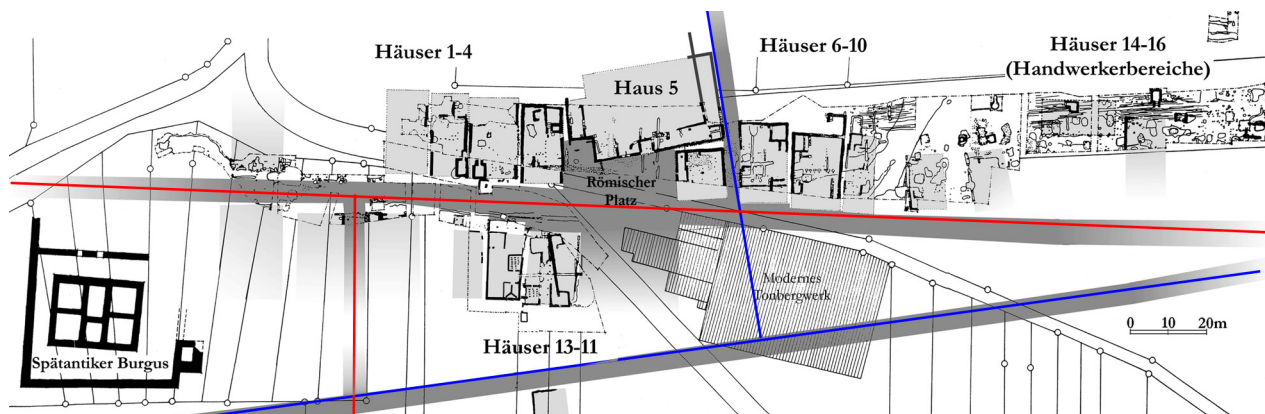 Häuser 1-4
Häuser 6-10
Häuser 14-16
(Handwerkerbereiche)
Haus 5
Römischer
Platz
Modernes
Tonbergwerk
Häuser 13-11
Spätantiker Burgus
0 10 20m